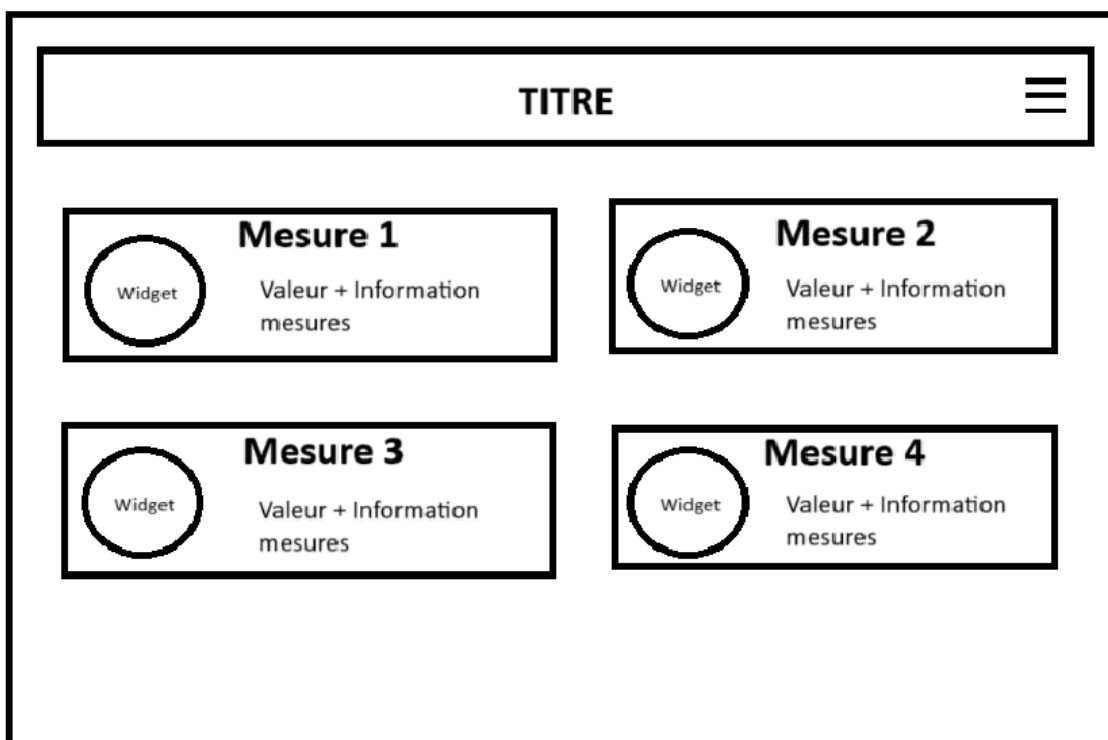 TITRE
Mesure 1
Widget
Valeur + Information
mesures
Mesure 2
Widget
Valeur + Information
mesures
Mesure 3
Widget
Valeur + Information
mesures
Mesure 4
Widget
Valeur + Information
mesures